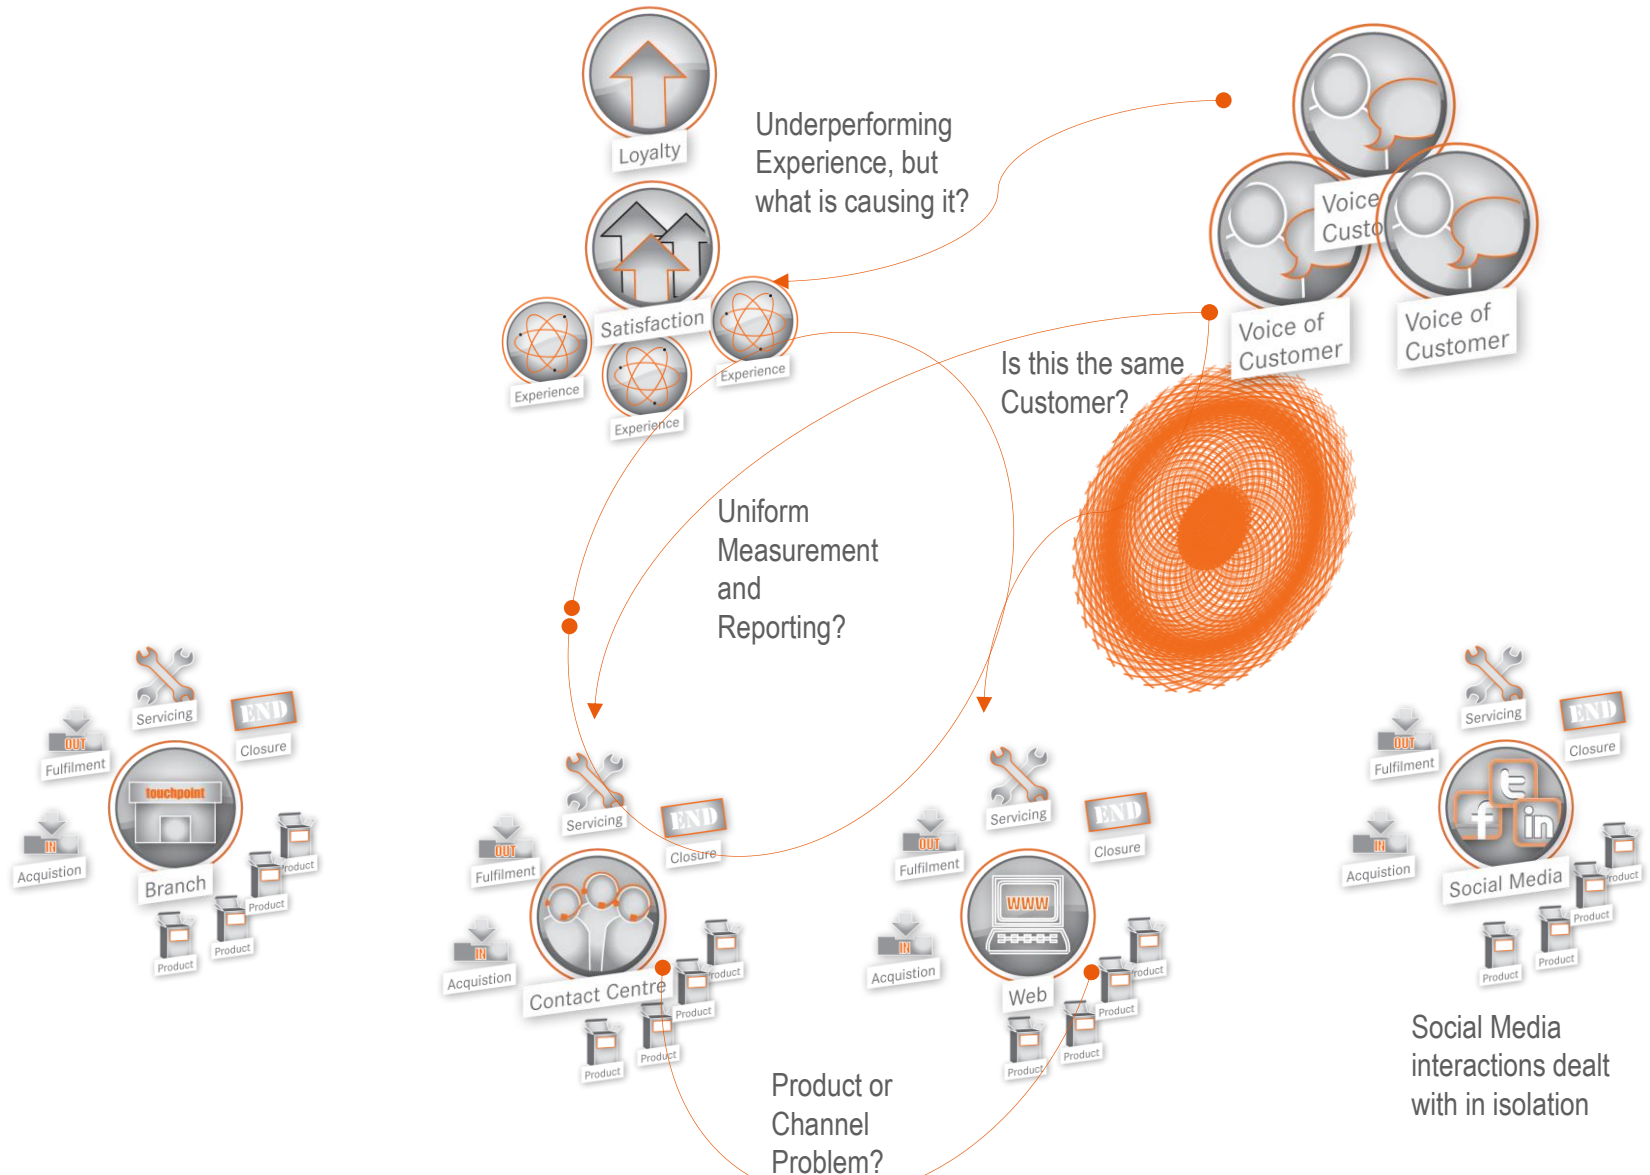 Loyalty
Underperforming
Experience, but
what is causing it?
Voice
Custo
Satisfaction
Experience
Experience
Experience
Voice of
Customer
Voice of
Customer
Is this the same
Customer?
Uniform
Measurement
and
Reporting?
Servicing
END
Closure
OUT
Fulfilment
touchpoint
IN
Acquistion
Branch
Product
Product
Product
Product
Servicing
END
Closure
OUT
Fulfilment
IN
Acquistion
Contact Centre
Product
Product
Product
Product
Servicing
END
Closure
OUT
Fulfilment
www
IN
Acquistion
Web
Product
Product
Product
Product
Servicing
END
Closure
OUT
Fulfilment
t
f
in
IN
Acquistion
Social Media
Product
Product
Product
Product
Social Media
interactions dealt
with in isolation
Product or
Channel
Problem?